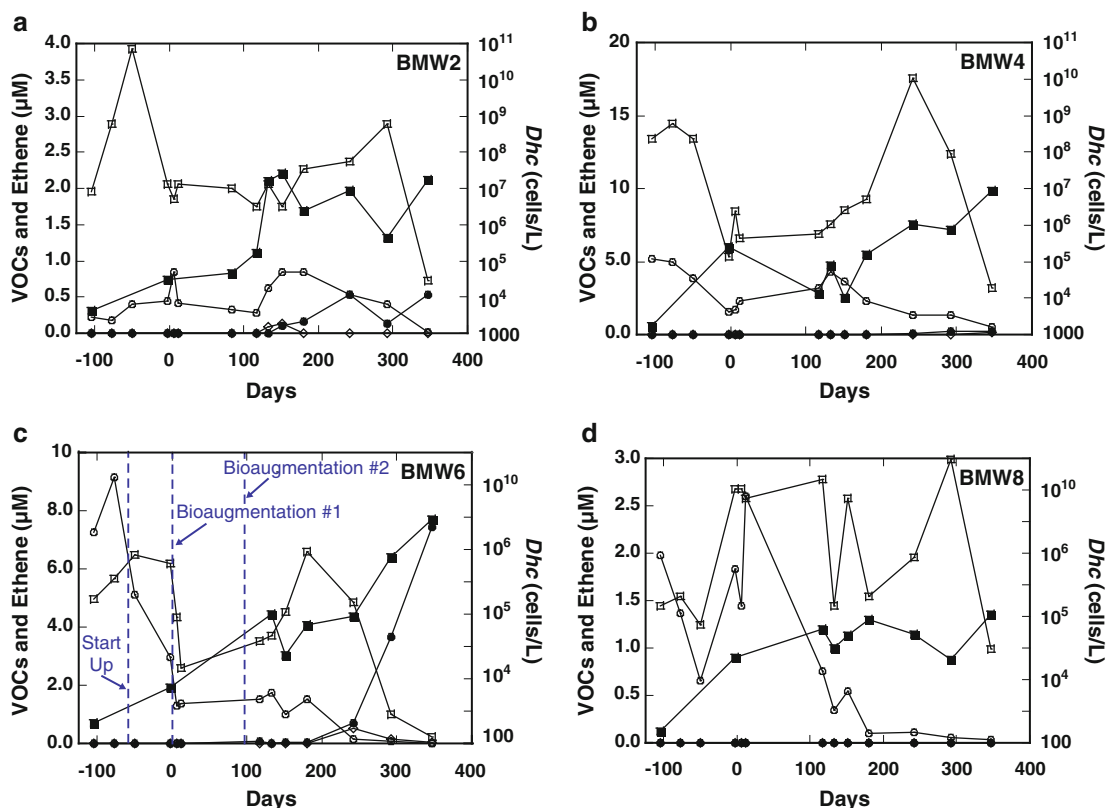 a
b
BMW2
BMW4
VOCs and Ethene (µM)
4.0
3.5
3.0
2.5
2.0
1.5
1.0
0.5
0.0
10^11
10^10
10^9
10^8
10^7
10^6
10^5
10^4
1000
Dhc (cells/L)
-100 0 100 200 300 400
Days
VOCs and Ethene (µM)
20
15
10
5.0
0.0
10^11
10^10
10^9
10^8
10^7
10^6
10^5
10^4
1000
Dhc (cells/L)
-100 0 100 200 300 400
Days
c
d
BMW6
BMW8
Bioaugmentation #2
Bioaugmentation #1
Start
Up
VOCs and Ethene (µM)
10
8.0
6.0
4.0
2.0
0.0
10^10
10^6
10^5
10^4
100
Dhc (cells/L)
-100 0 100 200 300 400
Days
VOCs and Ethene (µM)
3.0
2.5
2.0
1.5
1.0
0.5
0.0
10^10
10^6
10^5
10^4
100
Dhc (cells/L)
-100 0 100 200 300 400
Days